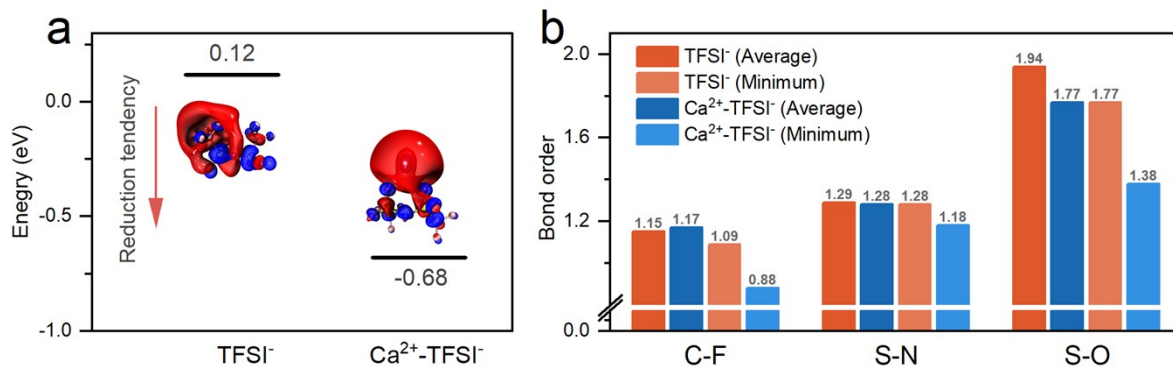 a
Enegry (eV)
0.0
-0.5
-1.0
Reduction tendency
0.12
-0.68
TFSI⁻
Ca²⁺-TFSI⁻
b
Bond order
2.0
1.6
1.2
0.0
TFSI⁻ (Average)
TFSI⁻ (Minimum)
Ca²⁺-TFSI⁻ (Average)
Ca²⁺-TFSI⁻ (Minimum)
1.15
1.17
1.09
0.88
1.29
1.28
1.28
1.18
1.94
1.77
1.77
1.38
C-F
S-N
S-O